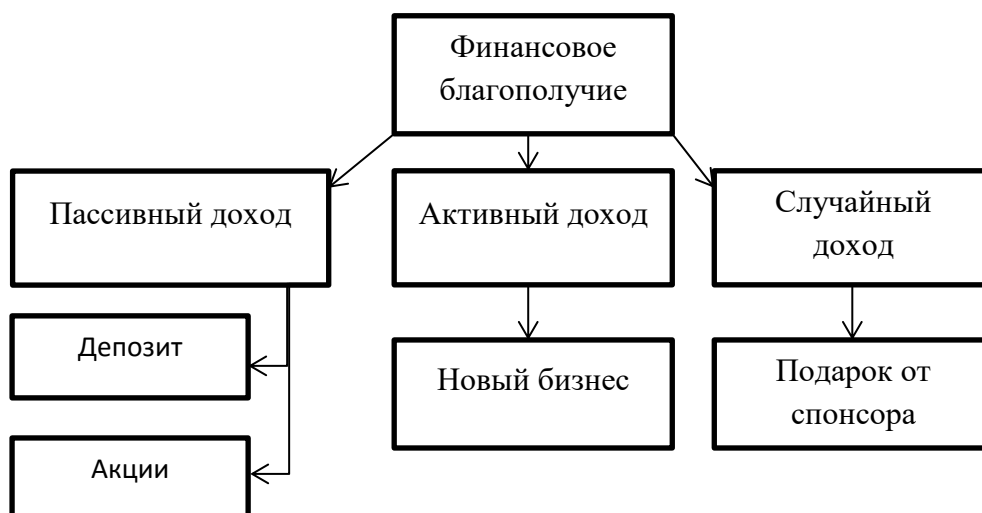 Финансовое
благополучие
Пассивный доход
Активный доход
Случайный
доход
Депозит
Новый бизнес
Подарок от
спонсора
Акции